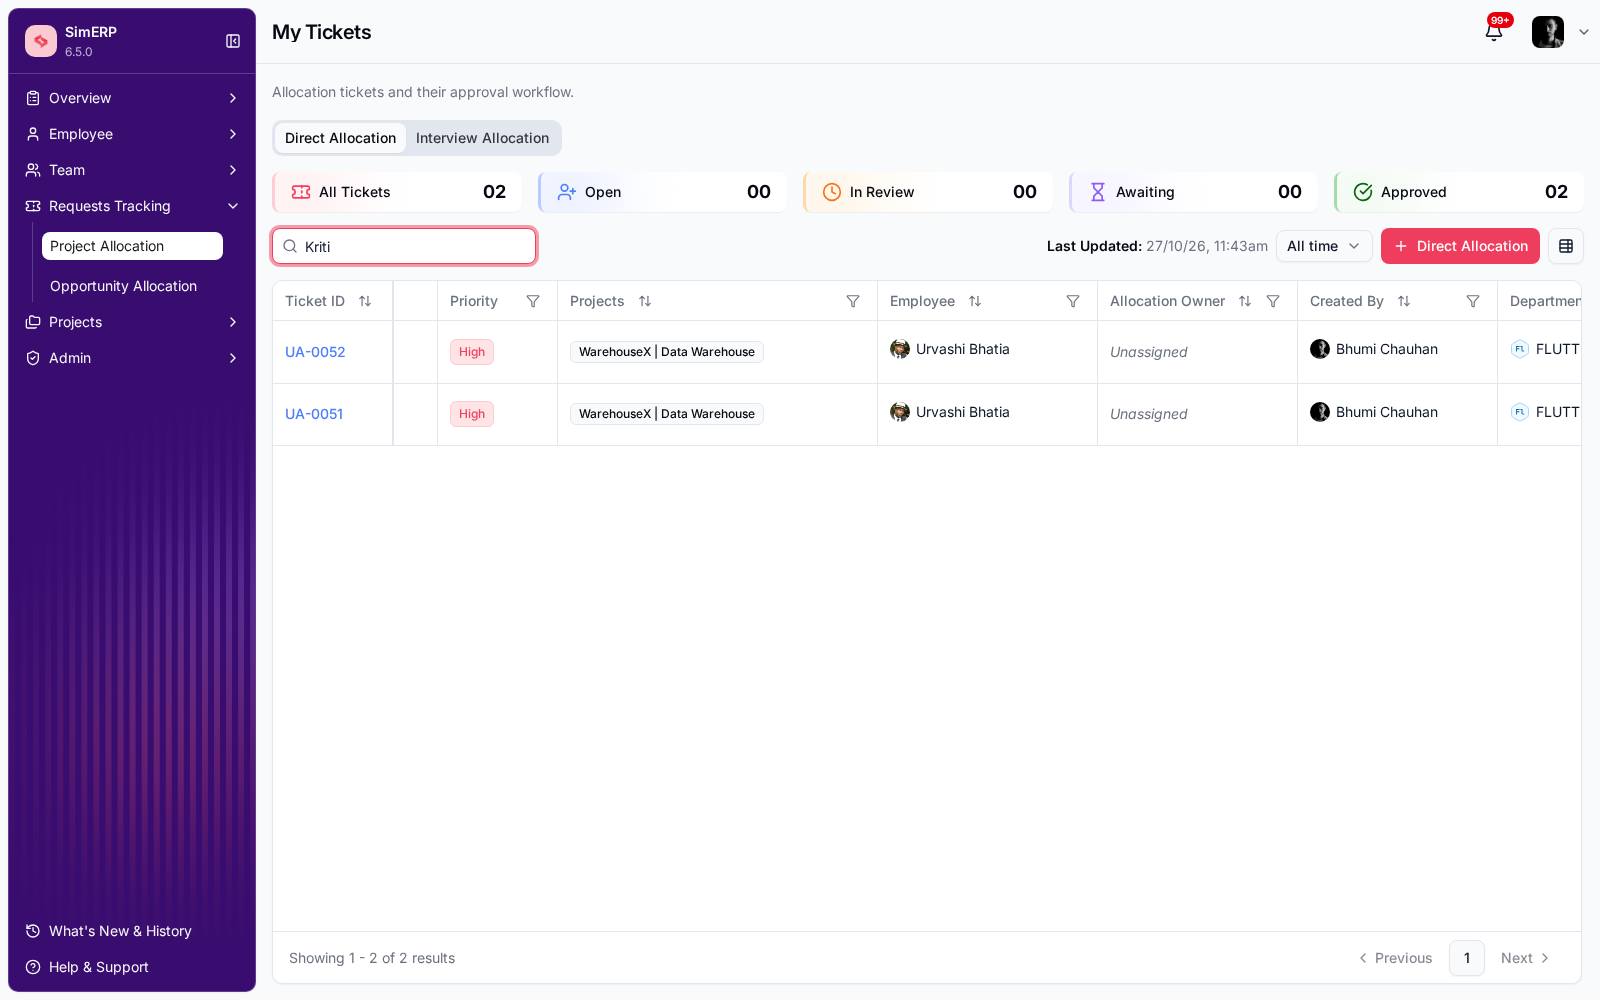 SimERP
6.5.0
Overview
Employee
Team
Requests Tracking
Project Allocation
Opportunity Allocation
Projects
Admin
What's New & History
Help & Support
My Tickets
99+
Allocation tickets and their approval workflow.
Direct Allocation Interview Allocation
All Tickets 02
Open 00
In Review 00
Awaiting 00
Approved 02
Kriti
Last Updated: 27/10/26, 11:43am
All time
Direct Allocation
Ticket ID Priority Projects Employee Allocation Owner Created By Departmen
UA-0052 High WarehouseX | Data Warehouse Urvashi Bhatia Unassigned Bhumi Chauhan FLUTT
UA-0051 High WarehouseX | Data Warehouse Urvashi Bhatia Unassigned Bhumi Chauhan FLUTT
Showing 1 - 2 of 2 results
Previous 1 Next